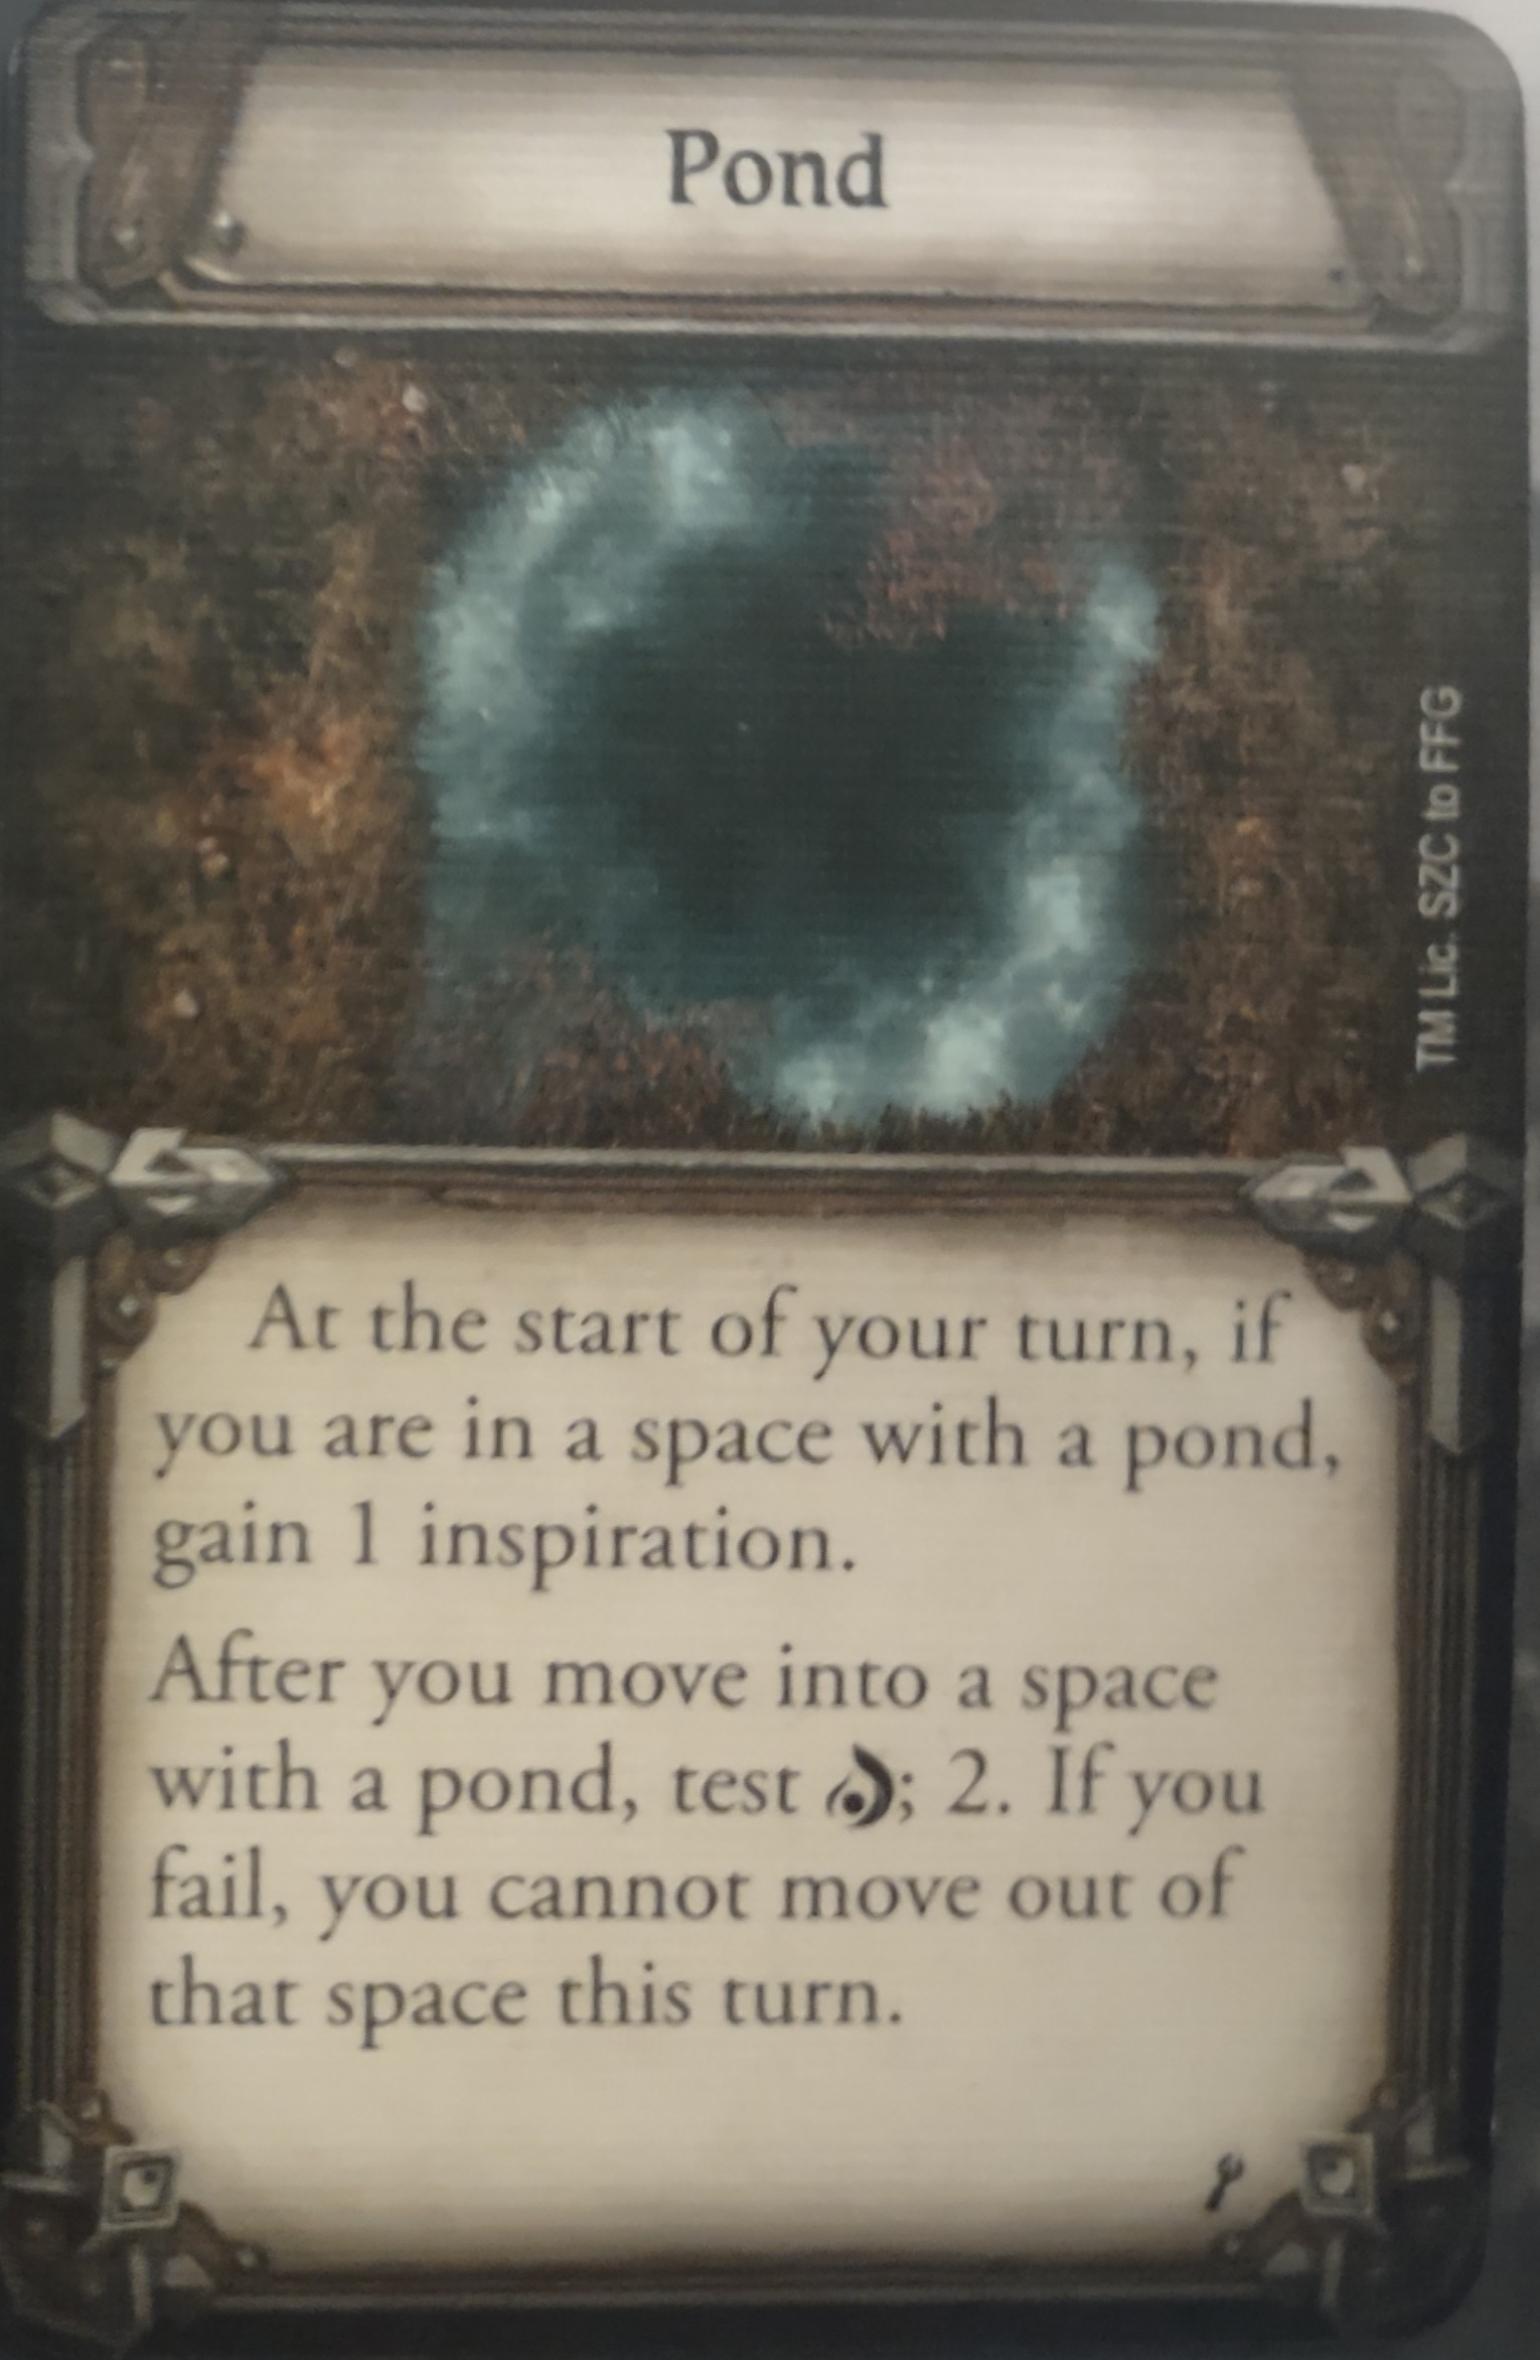 Pond
TM Lic. SZC to FFG
At the start of your turn, if
you are in a space with a pond,
gain 1 inspiration.
After you move into a space
with a pond, test ; 2. If you
fail, you cannot move out of
that space this turn.